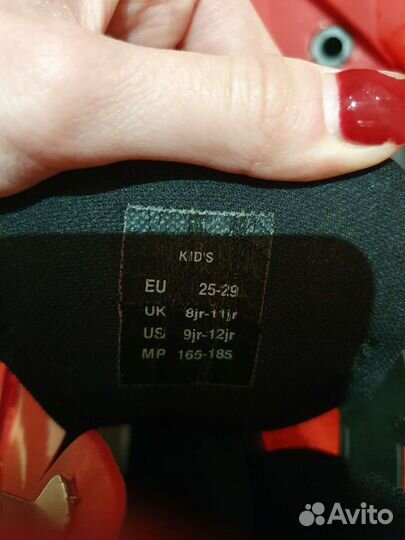 KID'S
EU 25-29
UK 8jr-11jr
US 9jr-12jr
MP 165-185
Avito